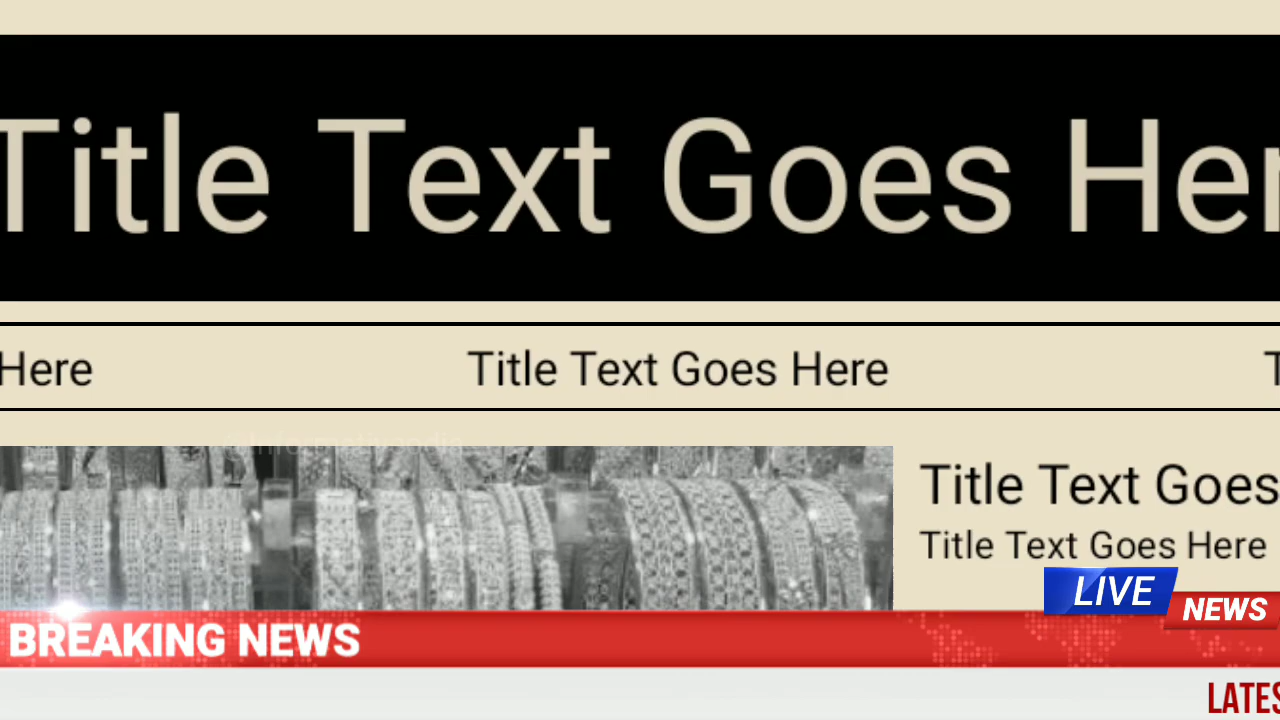 Title Text Goes Her
Here Title Text Goes Here T
Title Text Goes
Title Text Goes Here
LIVE
NEWS
BREAKING NEWS
LATES